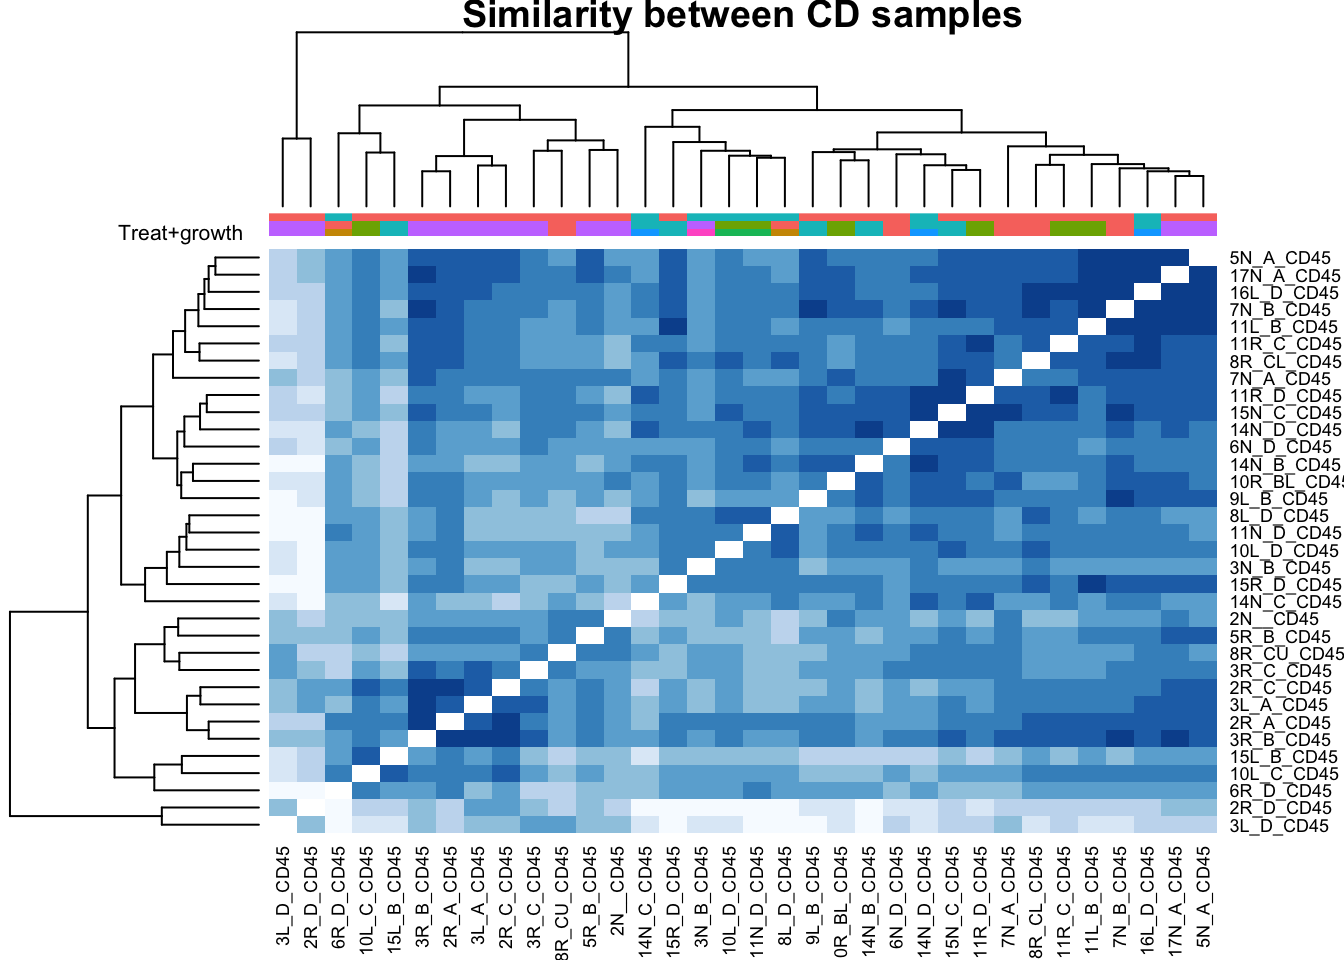 Similarity between CD samples
Treat+growth
5N_A_CD45
17N_A_CD45
16L_D_CD45
7N_B_CD45
11L_B_CD45
11R_C_CD45
8R_CL_CD45
7N_A_CD45
11R_D_CD45
15N_C_CD45
14N_D_CD45
6N_D_CD45
14N_B_CD45
10R_BL_CD45
9L_B_CD45
8L_D_CD45
11N_D_CD45
10L_D_CD45
3N_B_CD45
15R_D_CD45
14N_C_CD45
2N__CD45
5R_B_CD45
8R_CU_CD45
3R_C_CD45
2R_C_CD45
3L_A_CD45
2R_A_CD45
3R_B_CD45
15L_B_CD45
10L_C_CD45
6R_D_CD45
2R_D_CD45
3L_D_CD45
3L_D_CD45
2R_D_CD45
6R_D_CD45
10L_C_CD45
15L_B_CD45
3R_B_CD45
2R_A_CD45
3L_A_CD45
2R_C_CD45
3R_C_CD45
8R_CU_CD45
5R_B_CD45
2N__CD45
14N_C_CD45
15R_D_CD45
3N_B_CD45
10L_D_CD45
11N_D_CD45
8L_D_CD45
9L_B_CD45
0R_BL_CD45
14N_B_CD45
6N_D_CD45
14N_D_CD45
15N_C_CD45
11R_D_CD45
7N_A_CD45
8R_CL_CD45
11R_C_CD45
11L_B_CD45
7N_B_CD45
16L_D_CD45
17N_A_CD45
5N_A_CD45